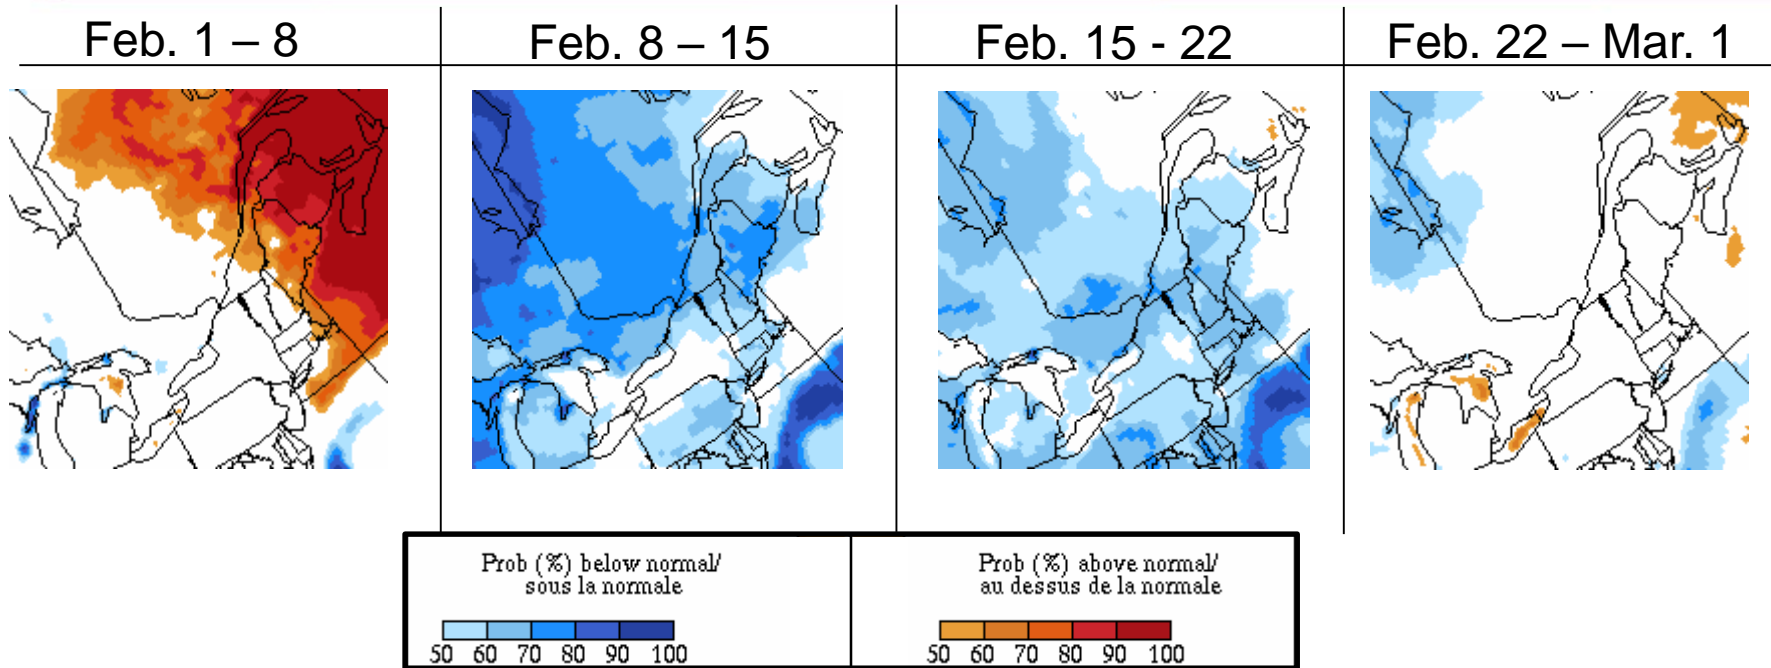 Feb. 1 – 8
Feb. 8 – 15
Feb. 15 - 22
Feb. 22 – Mar. 1
Prob (%) below normal/
sous la normale
50 60 70 80 90 100
Prob (%) above normal/
au dessus de la normale
50 60 70 80 90 100